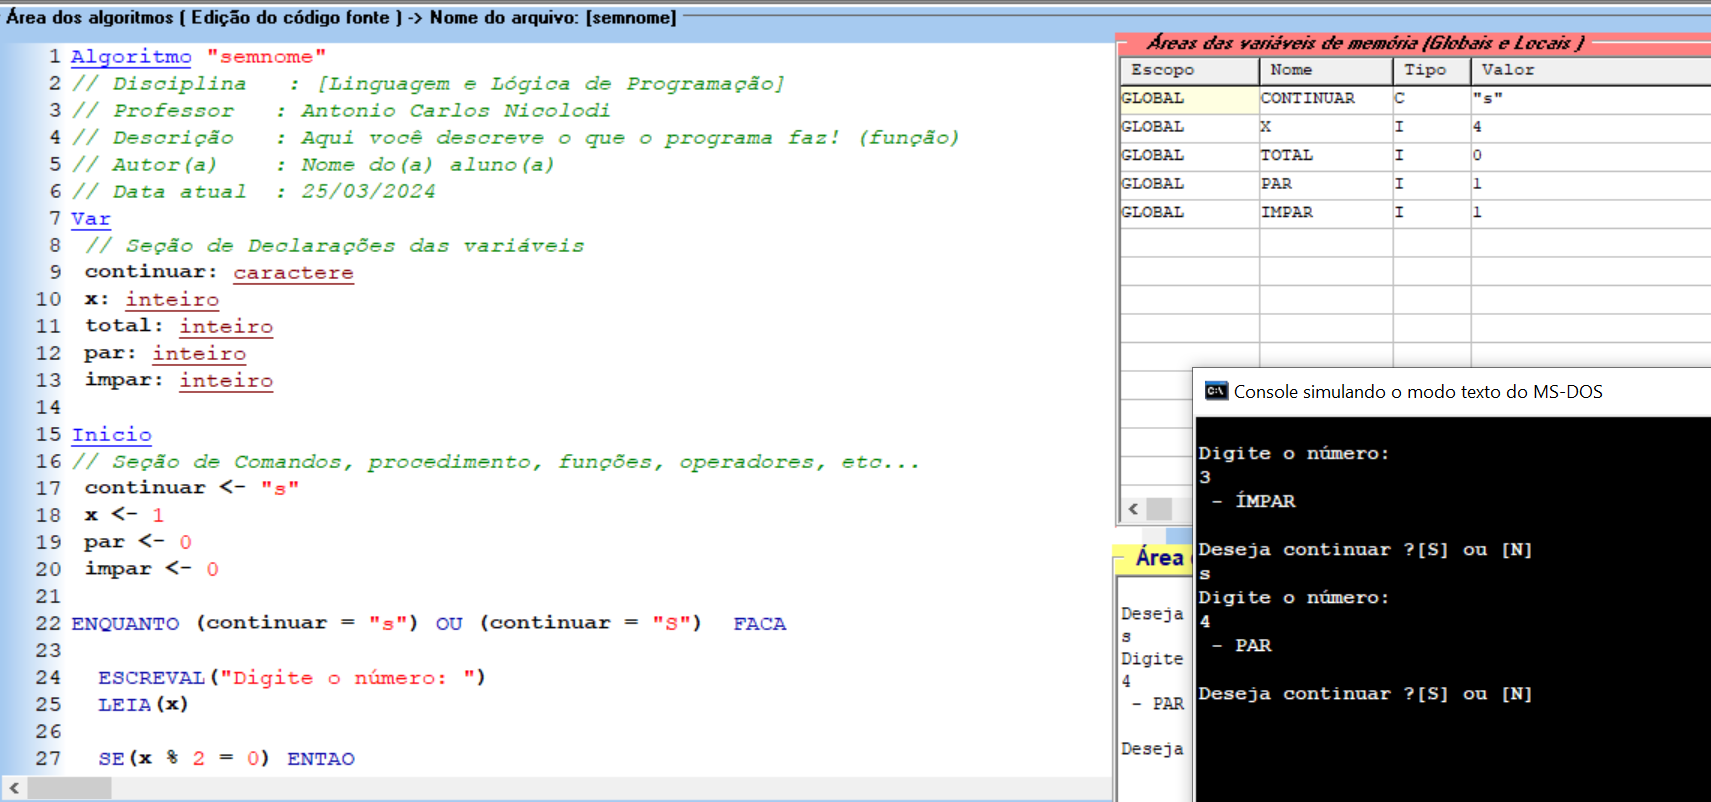 Área dos algoritmos ( Edição do código fonte ) -> Nome do arquivo: [semnome]
1 Algoritmo "semnome"
2 // Disciplina   : [Linguagem e Lógica de Programação]
3 // Professor   : Antonio Carlos Nicolodi
4 // Descrição   : Aqui você descreve o que o programa faz! (função)
5 // Autor(a)    : Nome do(a) aluno(a)
6 // Data atual  : 25/03/2024
7 Var
8 // Seção de Declarações das variáveis
9 continuar: caractere
10 x: inteiro
11 total: inteiro
12 par: inteiro
13 impar: inteiro
14
15 Inicio
16 // Seção de Comandos, procedimento, funções, operadores, etc...
17 continuar <- "s"
18 x <- 1
19 par <- 0
20 impar <- 0
21
22 ENQUANTO (continuar = "s") OU (continuar = "S")  FACA
23
24 ESCREVAL("Digite o número: ")
25 LEIA(x)
26
27 SE(x % 2 = 0) ENTAO
Áreas das variáveis de memória (Globais e Locais )
Escopo Nome Tipo Valor
GLOBAL CONTINUAR C "s"
GLOBAL X I 4
GLOBAL TOTAL I 0
GLOBAL PAR I 1
GLOBAL IMPAR I 1
Área
Deseja
s
Digite
4
- PAR
Deseja
Console simulando o modo texto do MS-DOS
Digite o número:
3
- ÍMPAR
Deseja continuar ?[S] ou [N]
s
Digite o número:
4
- PAR
Deseja continuar ?[S] ou [N]